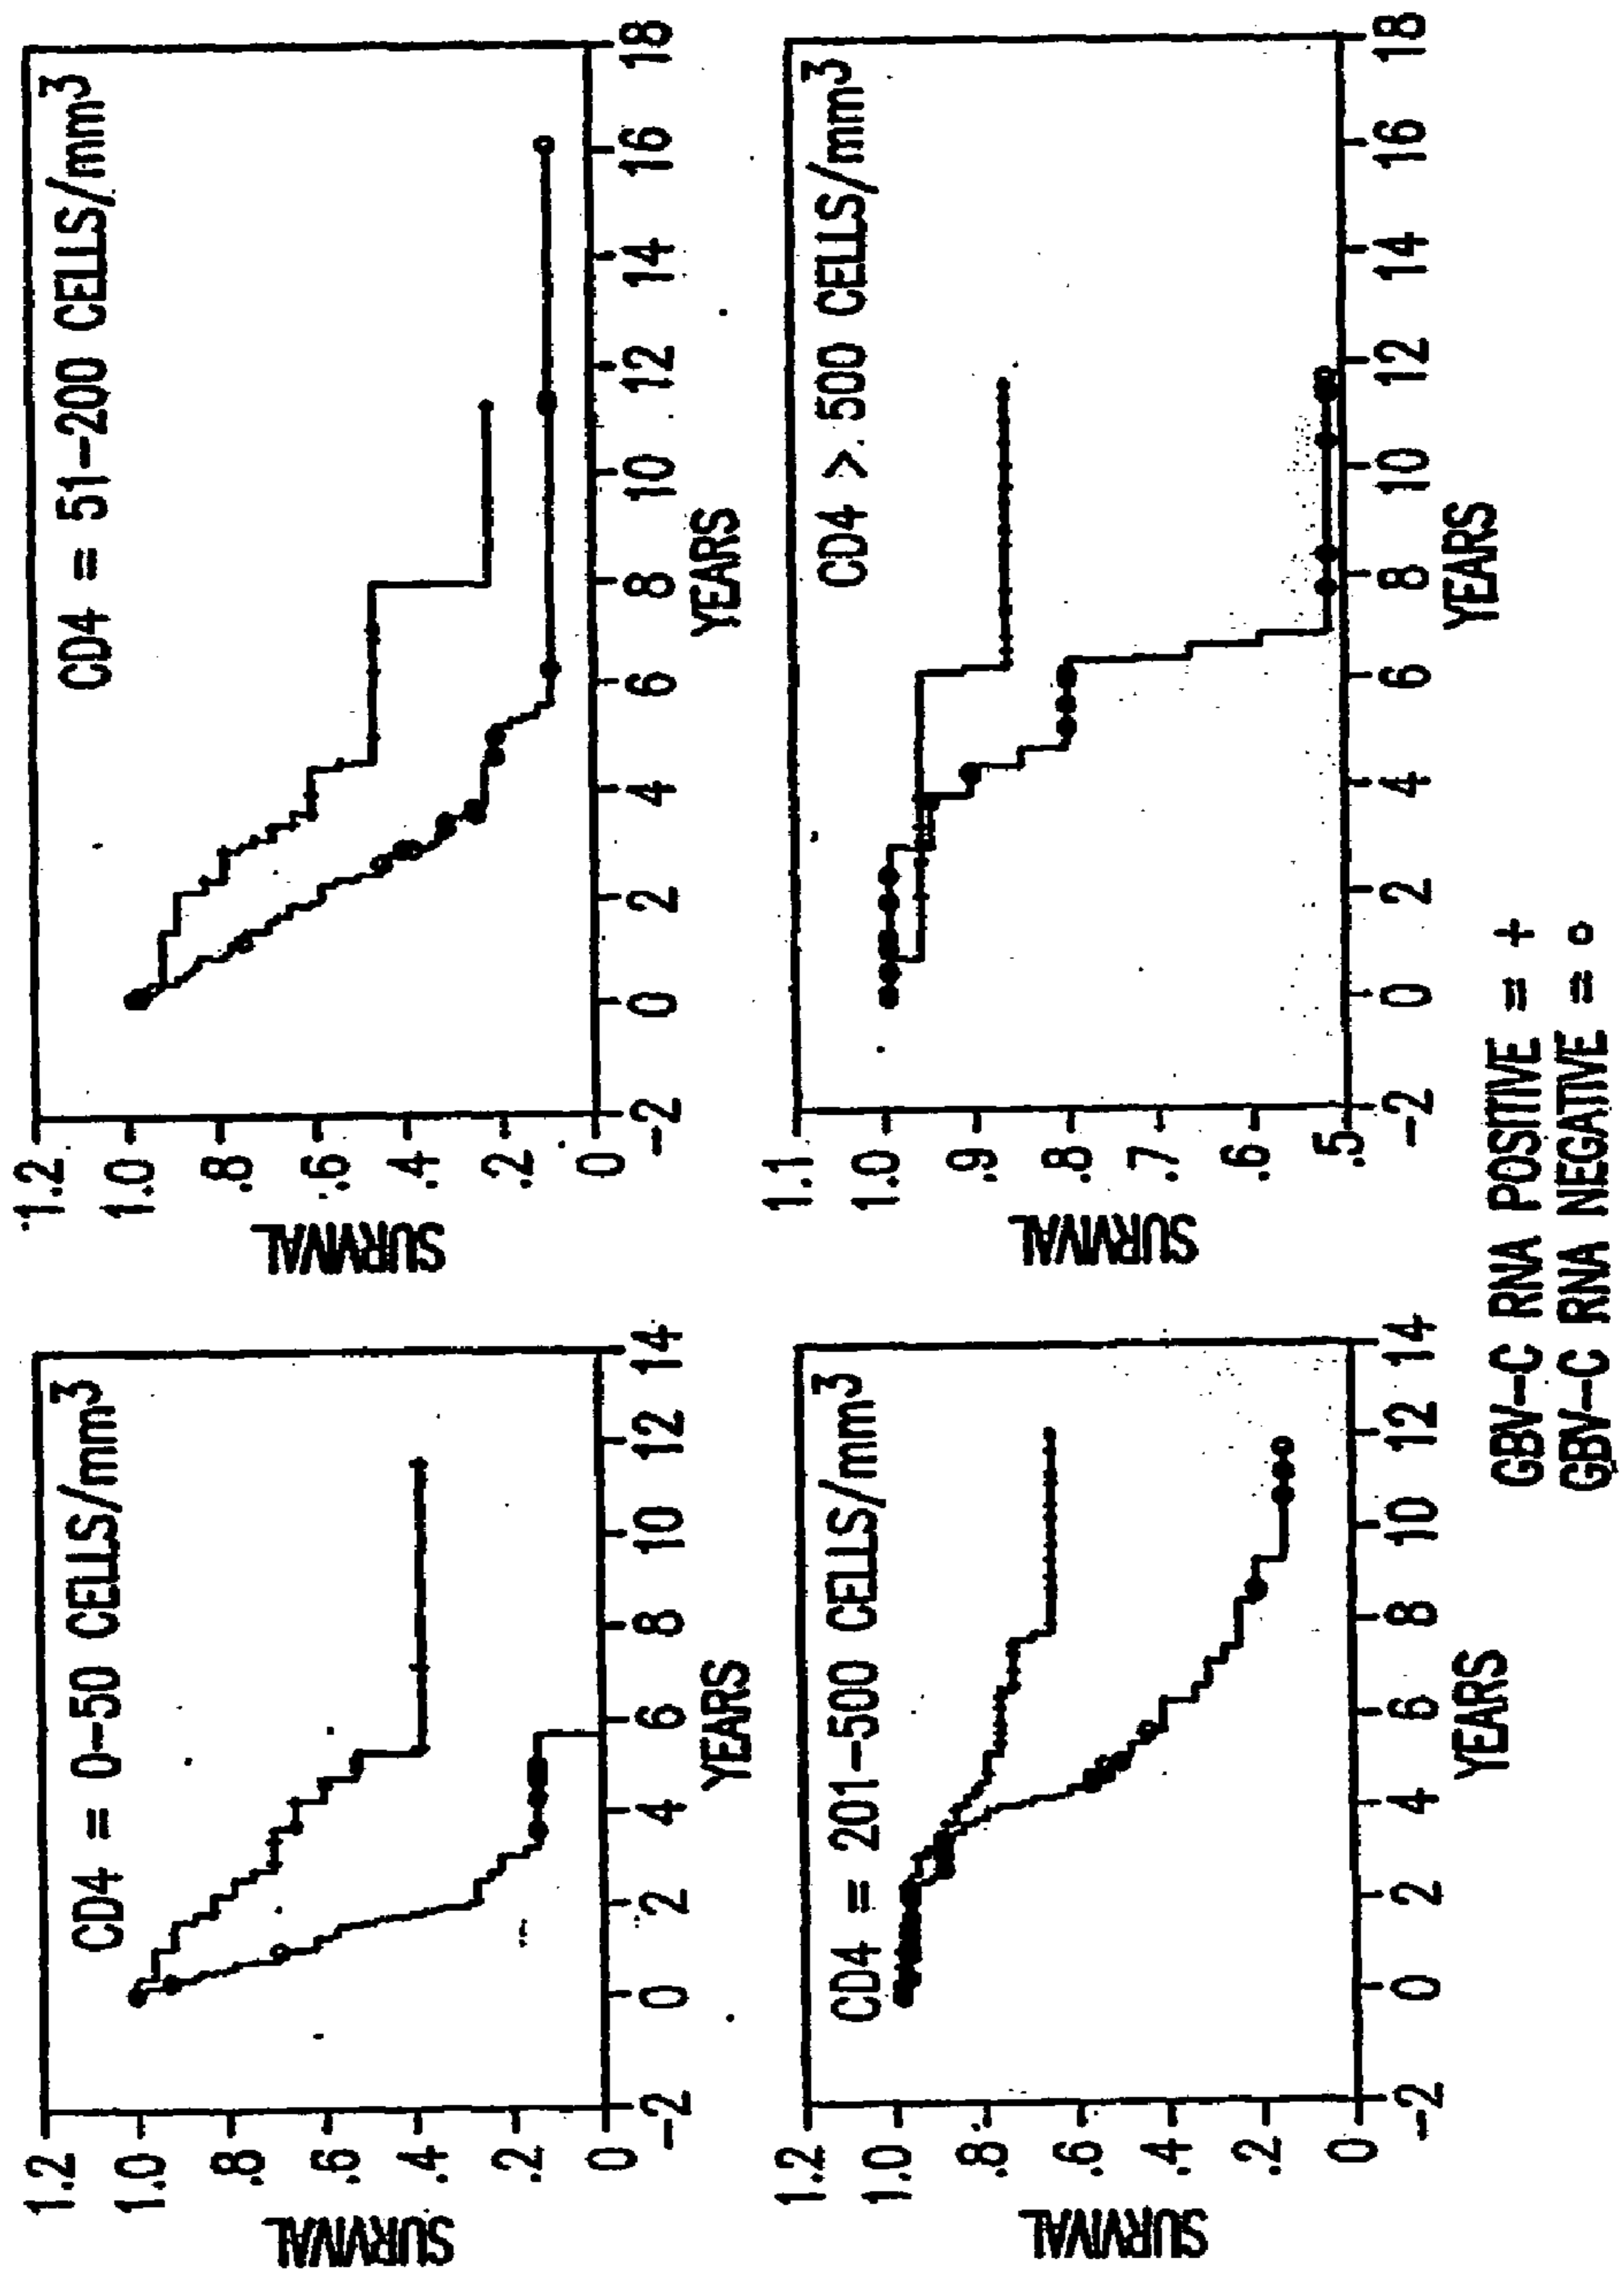 CD4 = 0-50 CELLS/mm3
SURVIVAL
1.2
1.0
.8
.6
.4
.2
0
-2 0 2 4 6 8 10 12 14
YEARS
CD4 = 51-200 CELLS/mm3
SURVIVAL
1.2
1.0
.8
.6
.4
.2
0
-2 0 2 4 6 8 10 12 14 16 18
YEARS
CD4 = 201-500 CELLS/mm3
SURVIVAL
1.2
1.0
.8
.6
.4
.2
0
-2 0 2 4 6 8 10 12 14
YEARS
CD4 > 500 CELLS/mm3
SURVIVAL
1.1
1.0
.9
.8
.7
.6
.5
-2 0 2 4 6 8 10 12 14 16 18
YEARS
GBV-C RNA POSITIVE = +
GBV-C RNA NEGATIVE = o